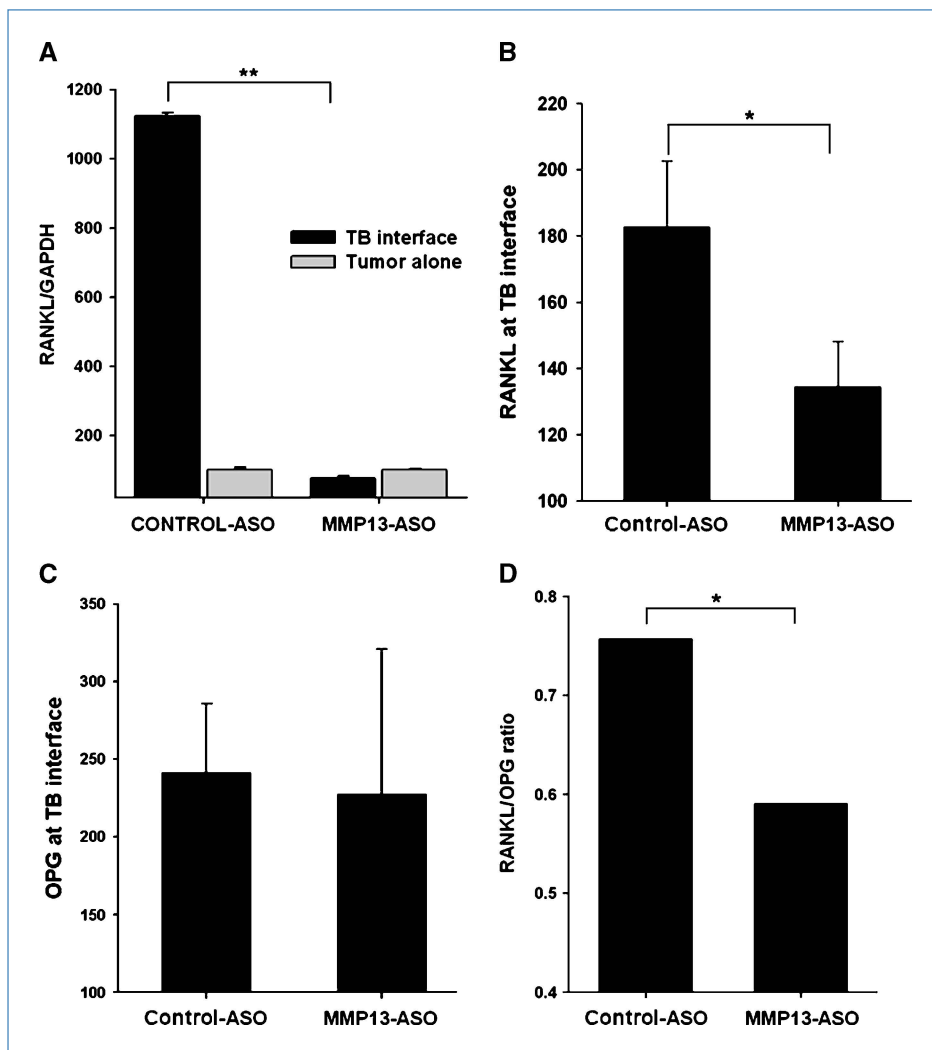 A
**
1200
1000
800
600
400
200
RANKL/GAPDH
TB interface
Tumor alone
CONTROL-ASO MMP13-ASO
B
*
220
200
180
160
140
120
100
RANKL at TB interface
Control-ASO MMP13-ASO
C
350
300
250
200
150
100
OPG at TB interface
Control-ASO MMP13-ASO
D
*
0.8
0.7
0.6
0.5
0.4
RANKL/OPG ratio
Control-ASO MMP13-ASO